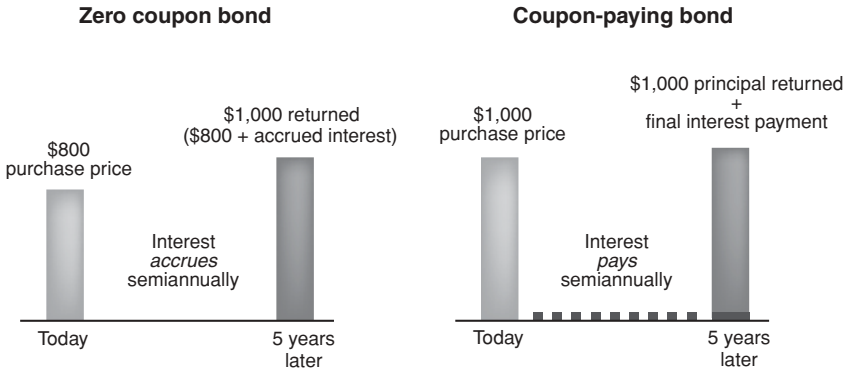 Zero coupon bond
$800
purchase price
$1,000 returned
($800 + accrued interest)
Interest
accrues
semiannually
Today
5 years
later
Coupon-paying bond
$1,000
purchase price
$1,000 principal returned
+
final interest payment
Interest
pays
semiannually
Today
5 years
later